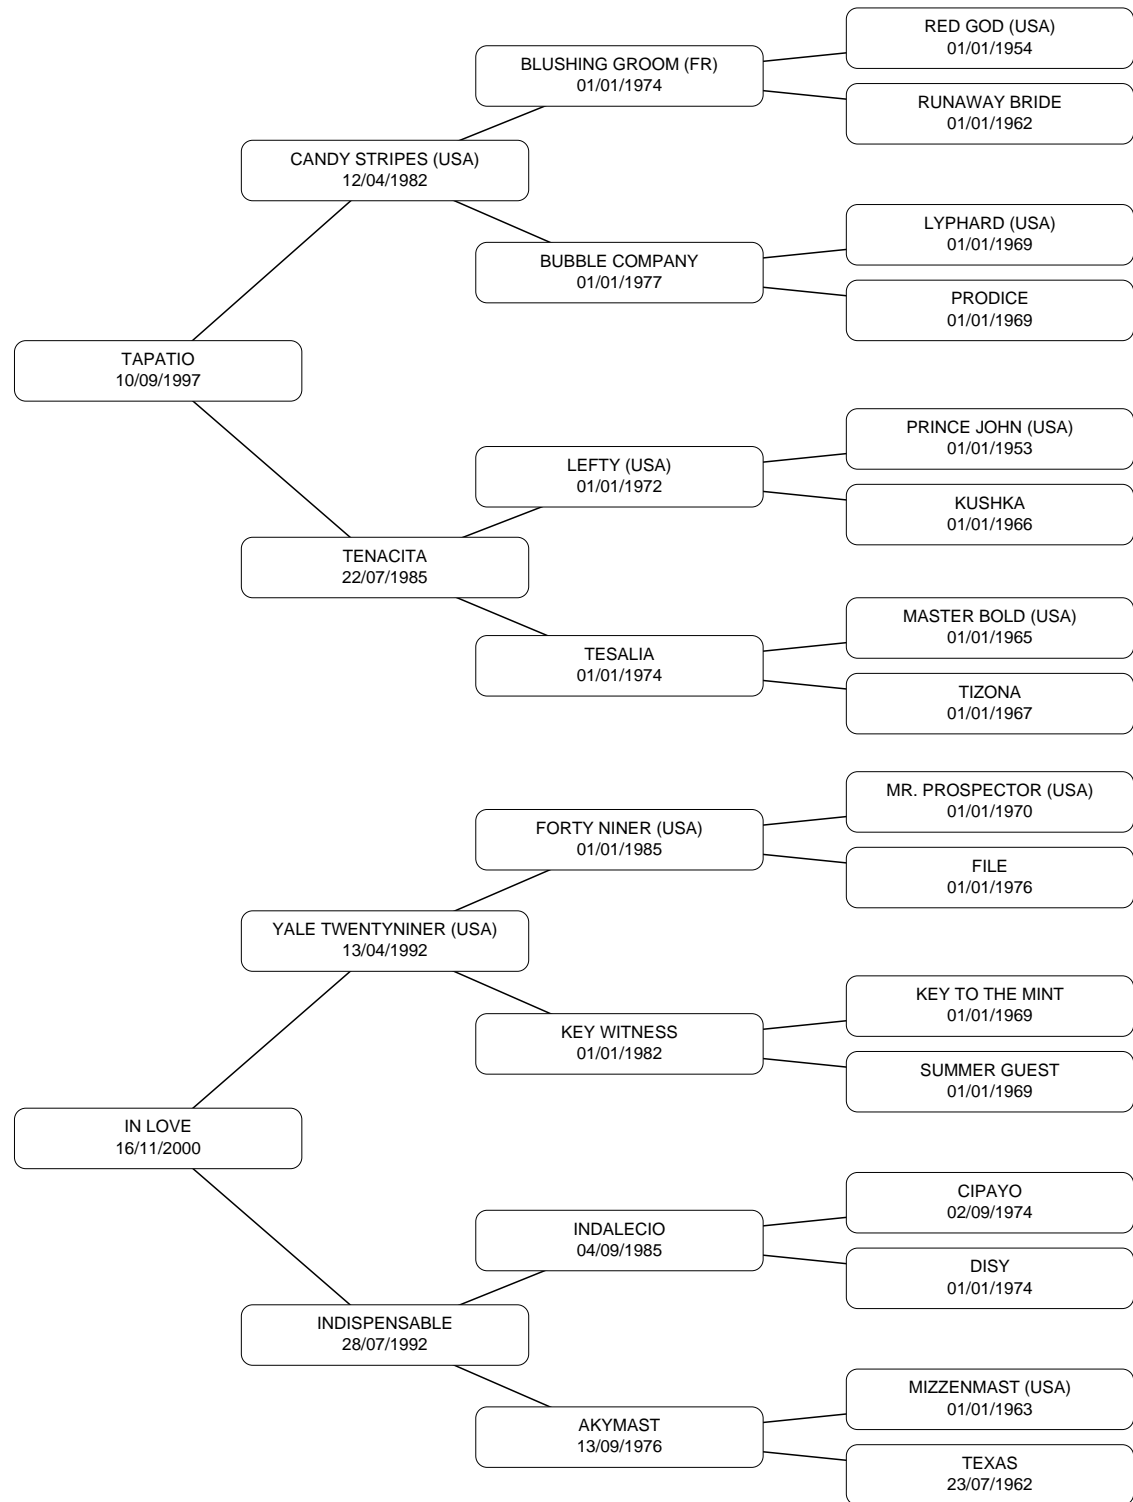 RED GOD (USA)
01/01/1954
BLUSHING GROOM (FR)
01/01/1974
RUNAWAY BRIDE
01/01/1962
CANDY STRIPES (USA)
12/04/1982
LYPHARD (USA)
01/01/1969
BUBBLE COMPANY
01/01/1977
PRODICE
01/01/1969
TAPATIO
10/09/1997
PRINCE JOHN (USA)
01/01/1953
LEFTY (USA)
01/01/1972
KUSHKA
01/01/1966
TENACITA
22/07/1985
MASTER BOLD (USA)
01/01/1965
TESALIA
01/01/1974
TIZONA
01/01/1967
MR. PROSPECTOR (USA)
01/01/1970
FORTY NINER (USA)
01/01/1985
FILE
01/01/1976
YALE TWENTYNINER (USA)
13/04/1992
KEY TO THE MINT
01/01/1969
KEY WITNESS
01/01/1982
SUMMER GUEST
01/01/1969
IN LOVE
16/11/2000
CIPAYO
02/09/1974
INDALECIO
04/09/1985
DISY
01/01/1974
INDISPENSABLE
28/07/1992
MIZZENMAST (USA)
01/01/1963
AKYMAST
13/09/1976
TEXAS
23/07/1962